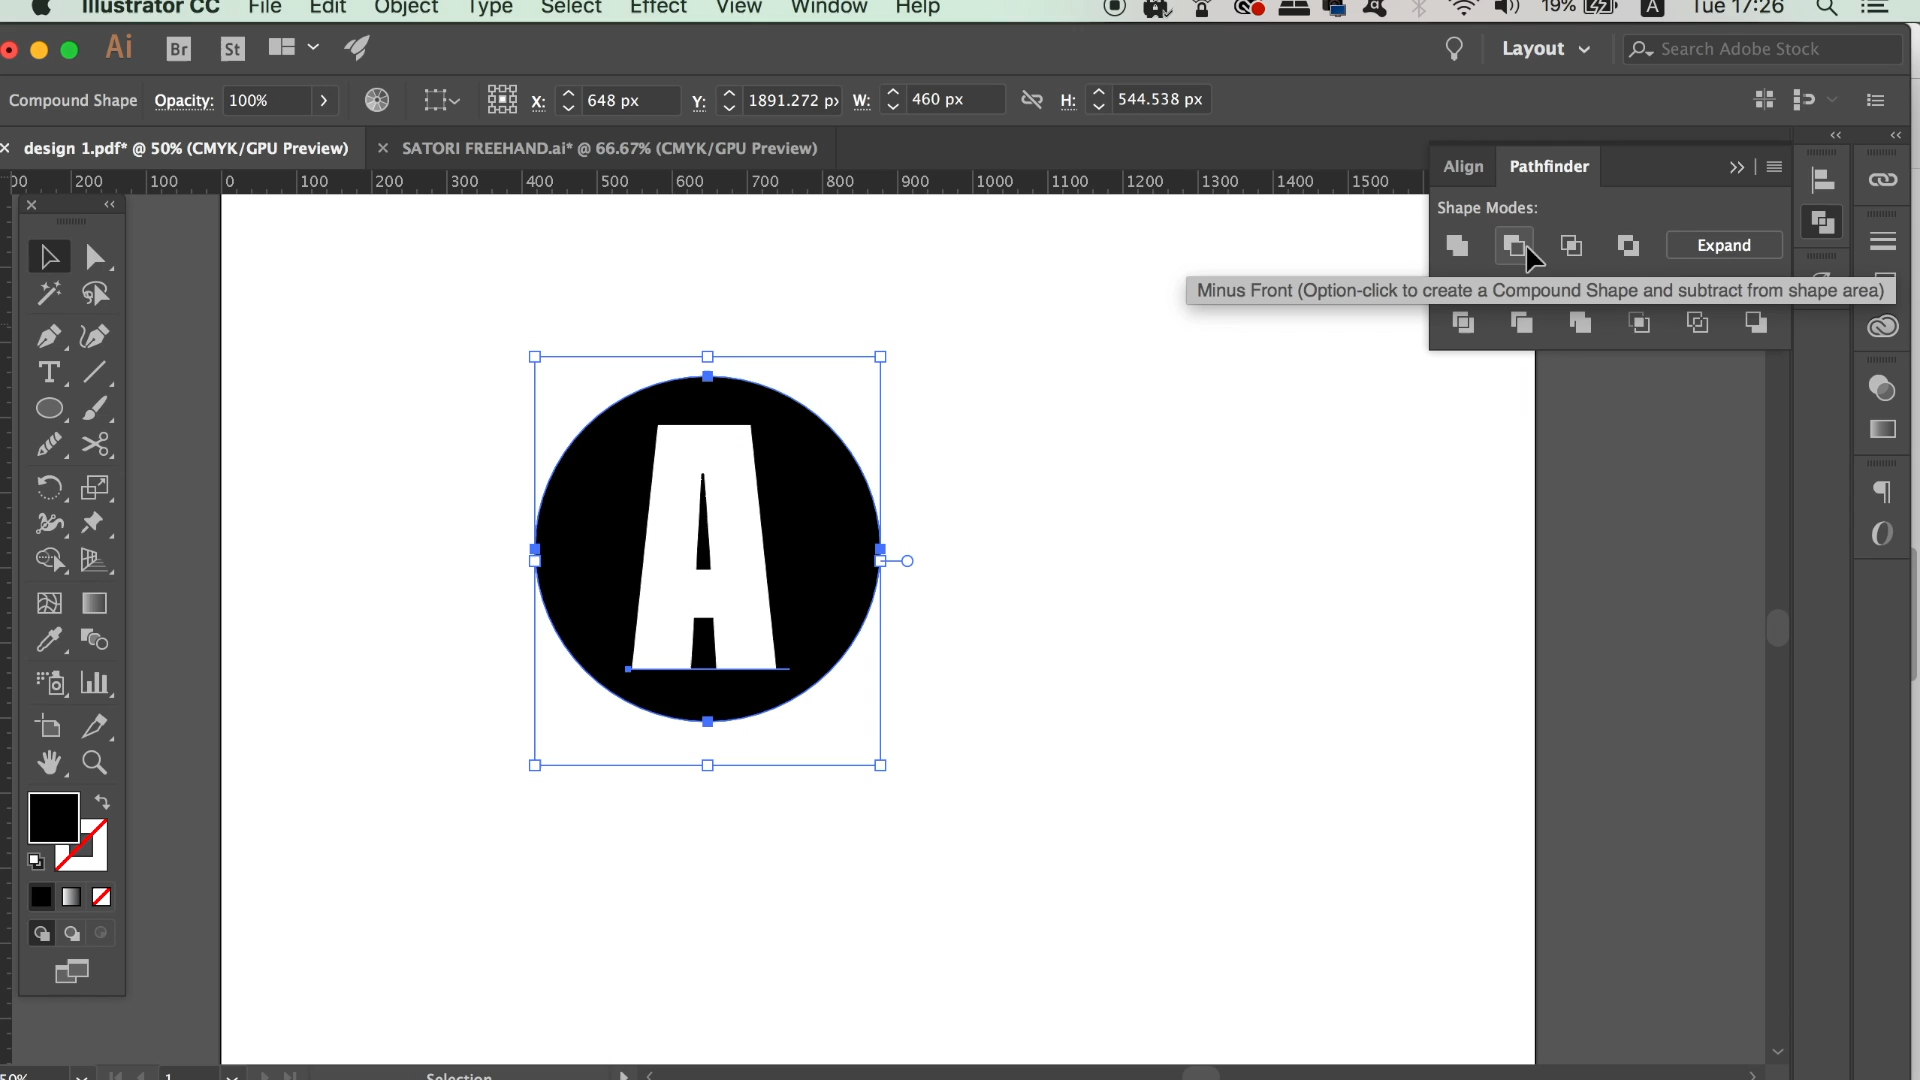 Illustrator CC File Edit Object Type Select Effect View Window Help 19% A Tue 17:26
Ai Br St Layout Search Adobe Stock
Compound Shape Opacity: 100% X: 648 px Y: 1891.272 px W: 460 px H: 544.538 px
design 1.pdf* @ 50% (CMYK/GPU Preview) SATORI FREEHAND.ai* @ 66.67% (CMYK/GPU Preview)
200 100 0 100 200 300 400 500 600 700 800 900 1000 1100 1200 1300 1400 1500
Align Pathfinder
Shape Modes:
Expand
Minus Front (Option-click to create a Compound Shape and subtract from shape area)
A
1 Selection